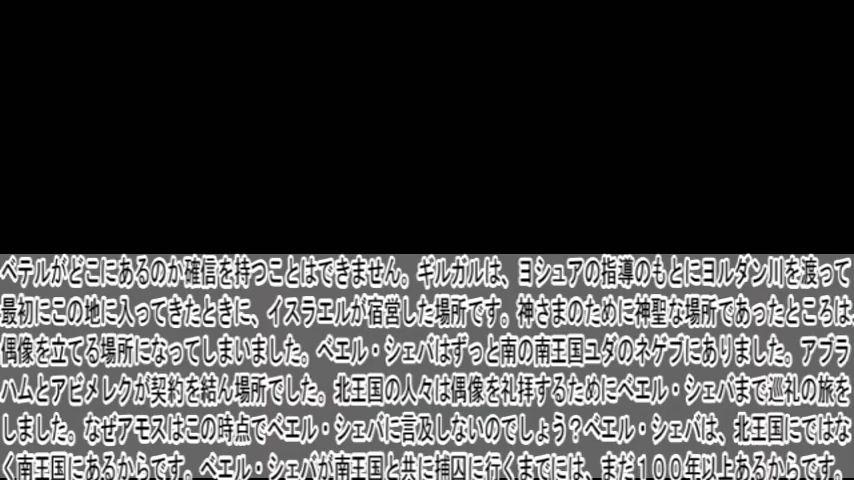 ベテルがどこにあるのか確信を持つことはできません。ギルガルは、ヨシュアの指導のもとにヨルダン川を渡って
最初にこの地に入ってきたときに、イスラエルが宿営した場所です。神さまのために神聖な場所であったところは、
偶像を立てる場所になってしまいました。ベエル・シェバはずっと南の南王国ユダのネゲブにありました。アブラ
ハムとアビメレクが契約を結ん場所でした。北王国の人々は偶像を礼拝するためにベエル・シェバまで巡礼の旅を
しました。なぜアモスはこの時点でベエル・シェバに言及しないのでしょう？ベエル・シェバは、北王国にではな
く南王国にあるからです。ベエル・シェバが南王国と共に捕囚に行くまでには、まだ１００年以上あるからです。